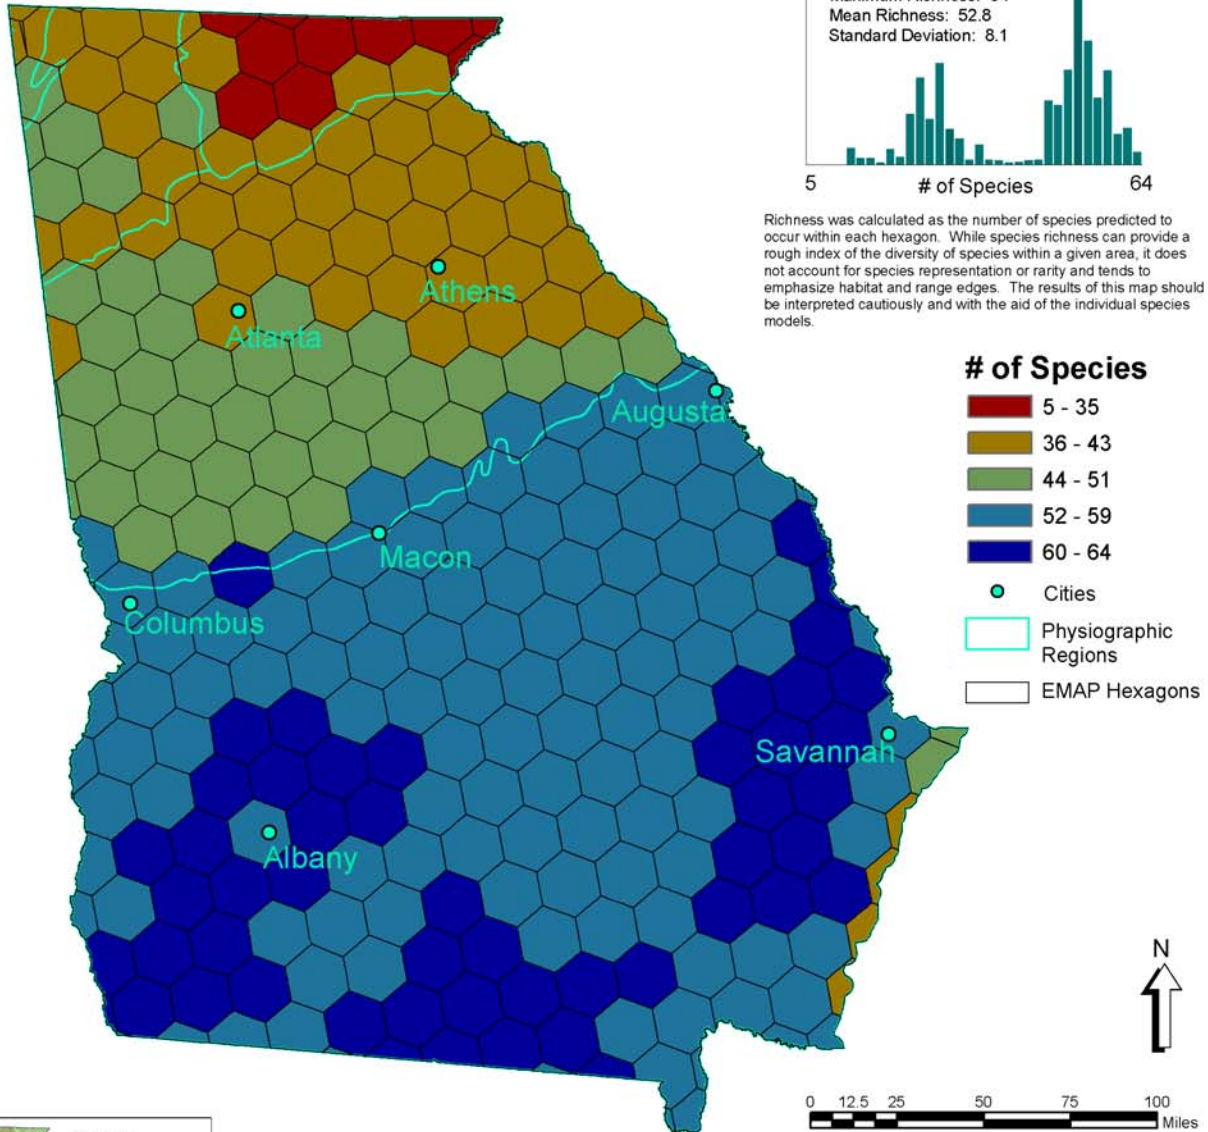 Mean Richness: 52.8
Standard Deviation: 8.1
5
64
# of Species
Richness was calculated as the number of species predicted to
occur within each hexagon. While species richness can provide a
rough index of the diversity of species within a given area, it does
not account for species representation or rarity and tends to
emphasize habitat and range edges. The results of this map should
be interpreted cautiously and with the aid of the individual species
models.
# of Species
5 - 35
36 - 43
44 - 51
52 - 59
60 - 64
Cities
Physiographic
Regions
EMAP Hexagons
Athens
Atlanta
Augusta
Macon
Columbus
Savannah
Albany
N
0 12.5 25 50 75 100
Miles